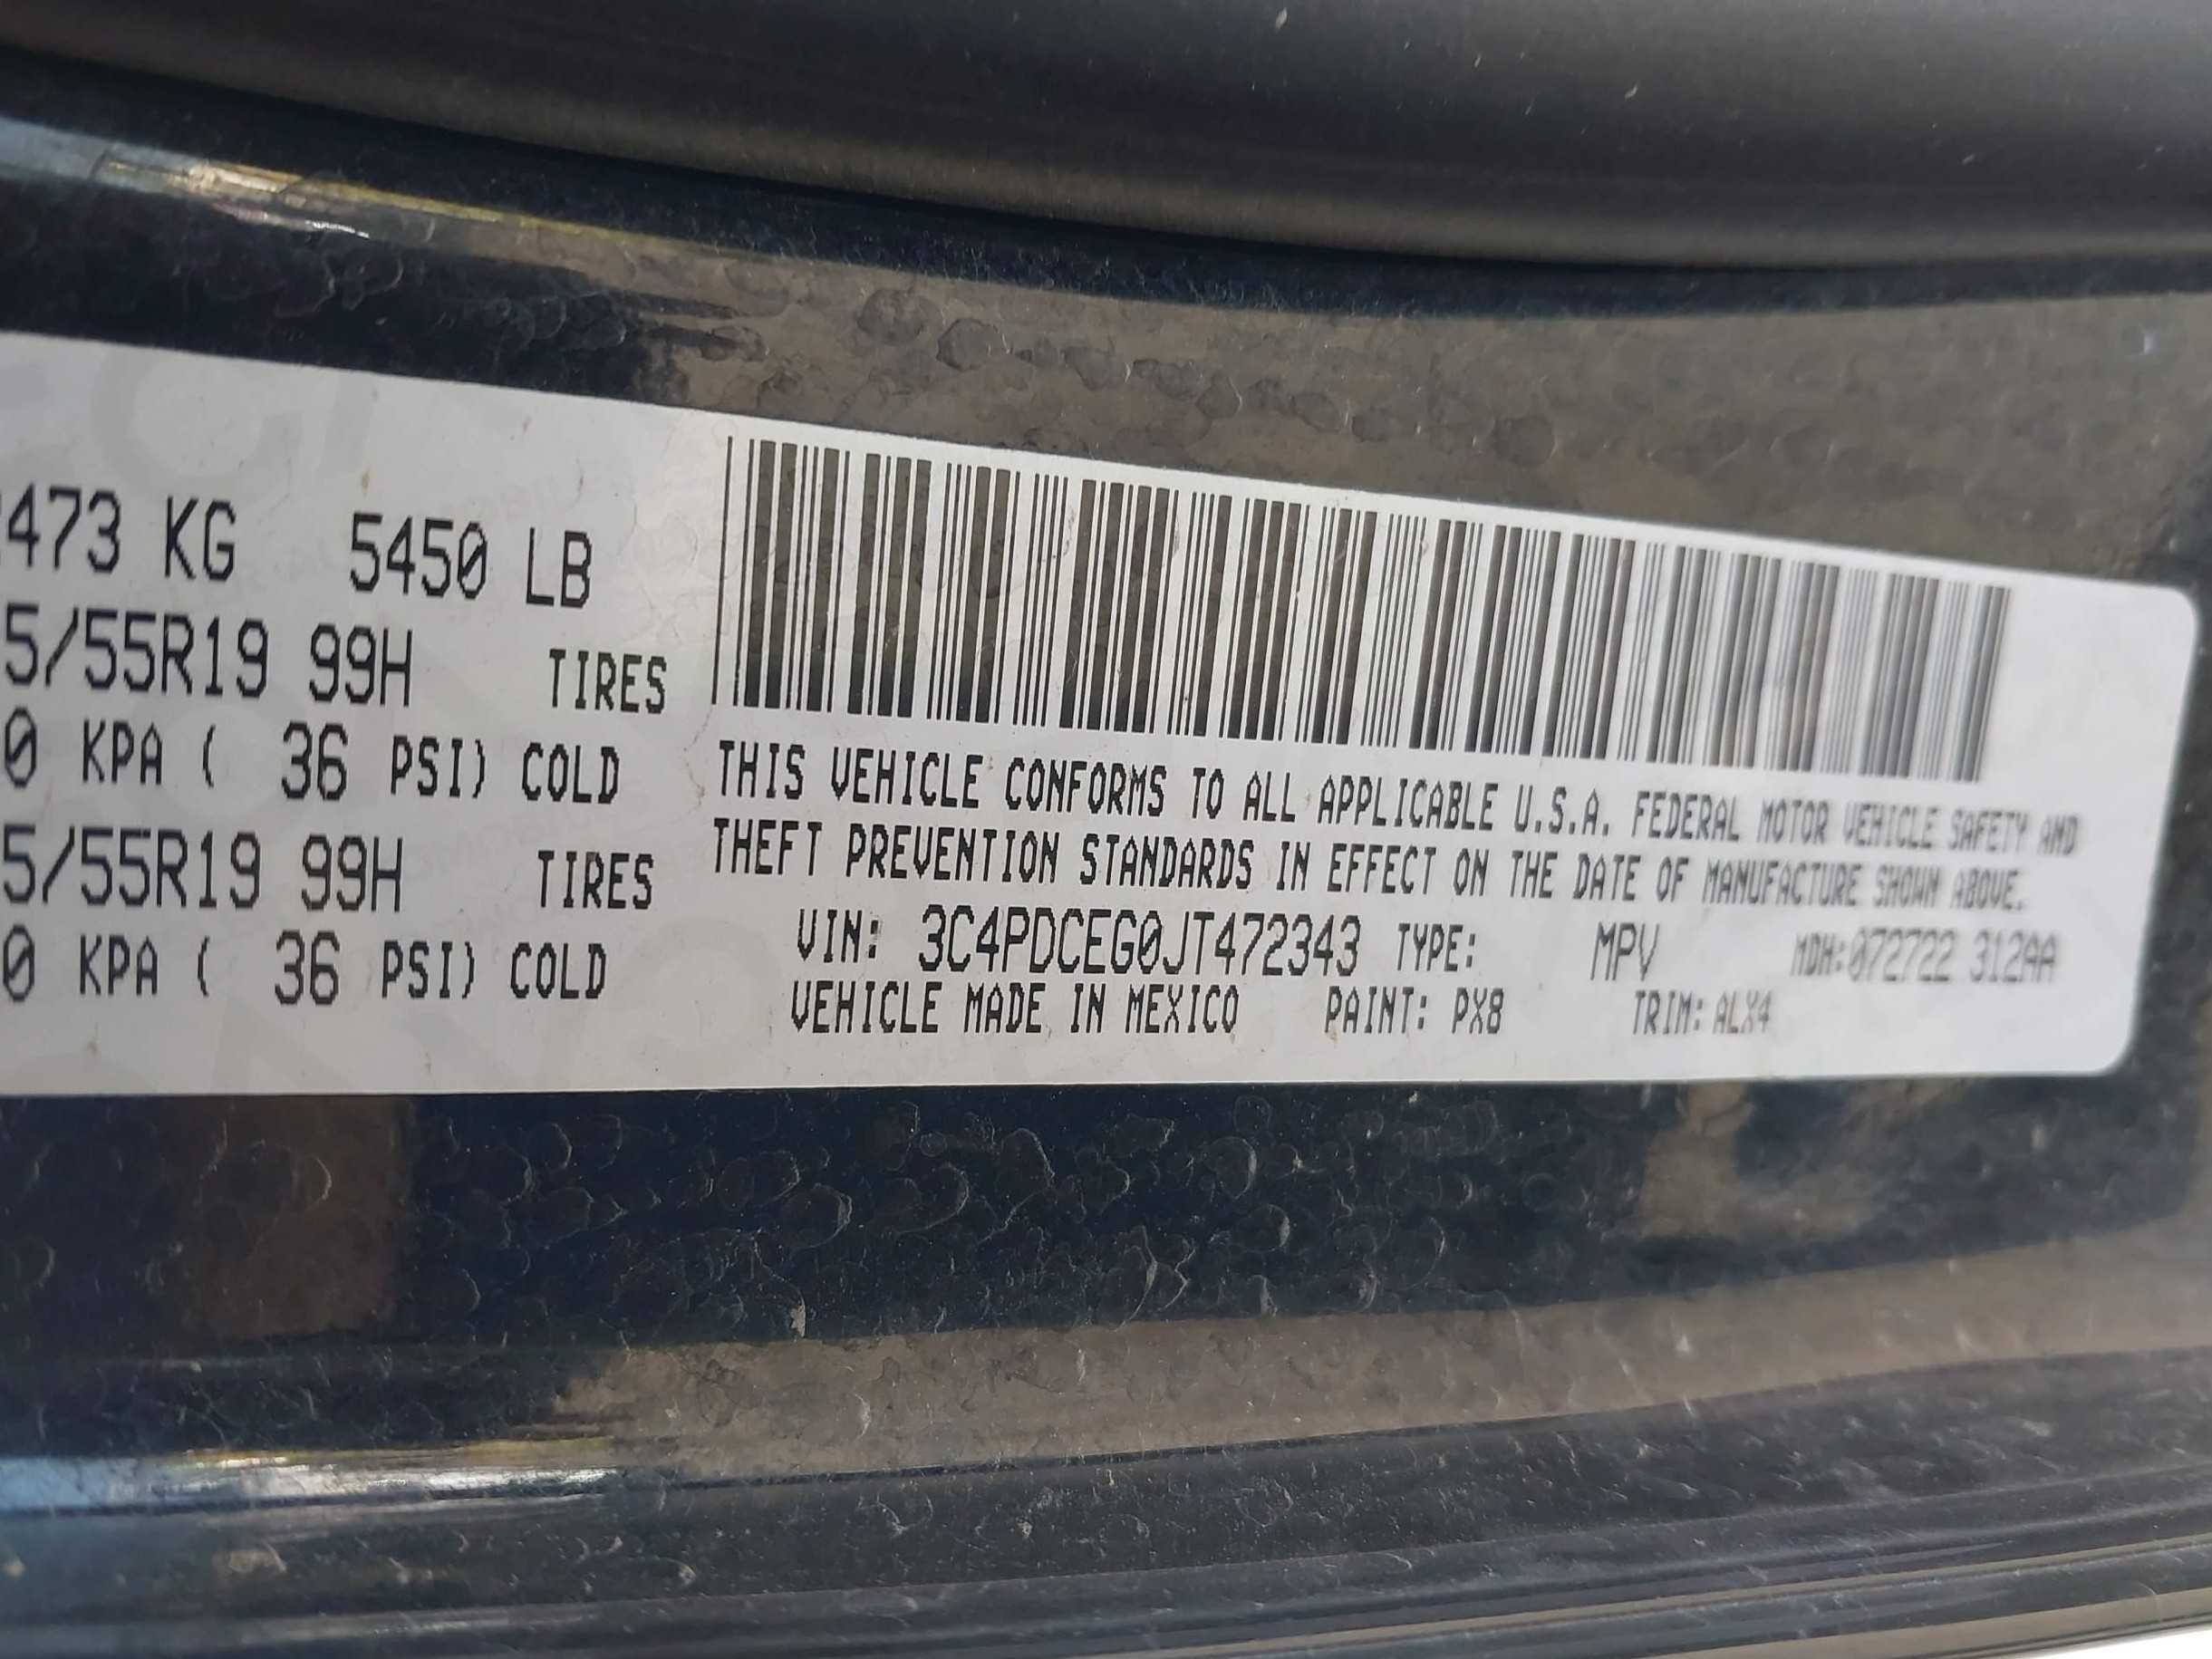 473 KG 5450 LB
5/55R19 99H TIRES
0 KPA ( 36 PSI) COLD
5/55R19 99H TIRES
0 KPA ( 36 PSI) COLD
THIS VEHICLE CONFORMS TO ALL APPLICABLE U.S.A. FEDERAL MOTOR VEHICLE SAFETY AND
THEFT PREVENTION STANDARDS IN EFFECT ON THE DATE OF MANUFACTURE SHOWN ABOVE.
VIN: 3C4PDCEG0JT472343 TYPE: MPV MDH:072722 312AA
VEHICLE MADE IN MEXICO PAINT: PX8 TRIM: ALX4